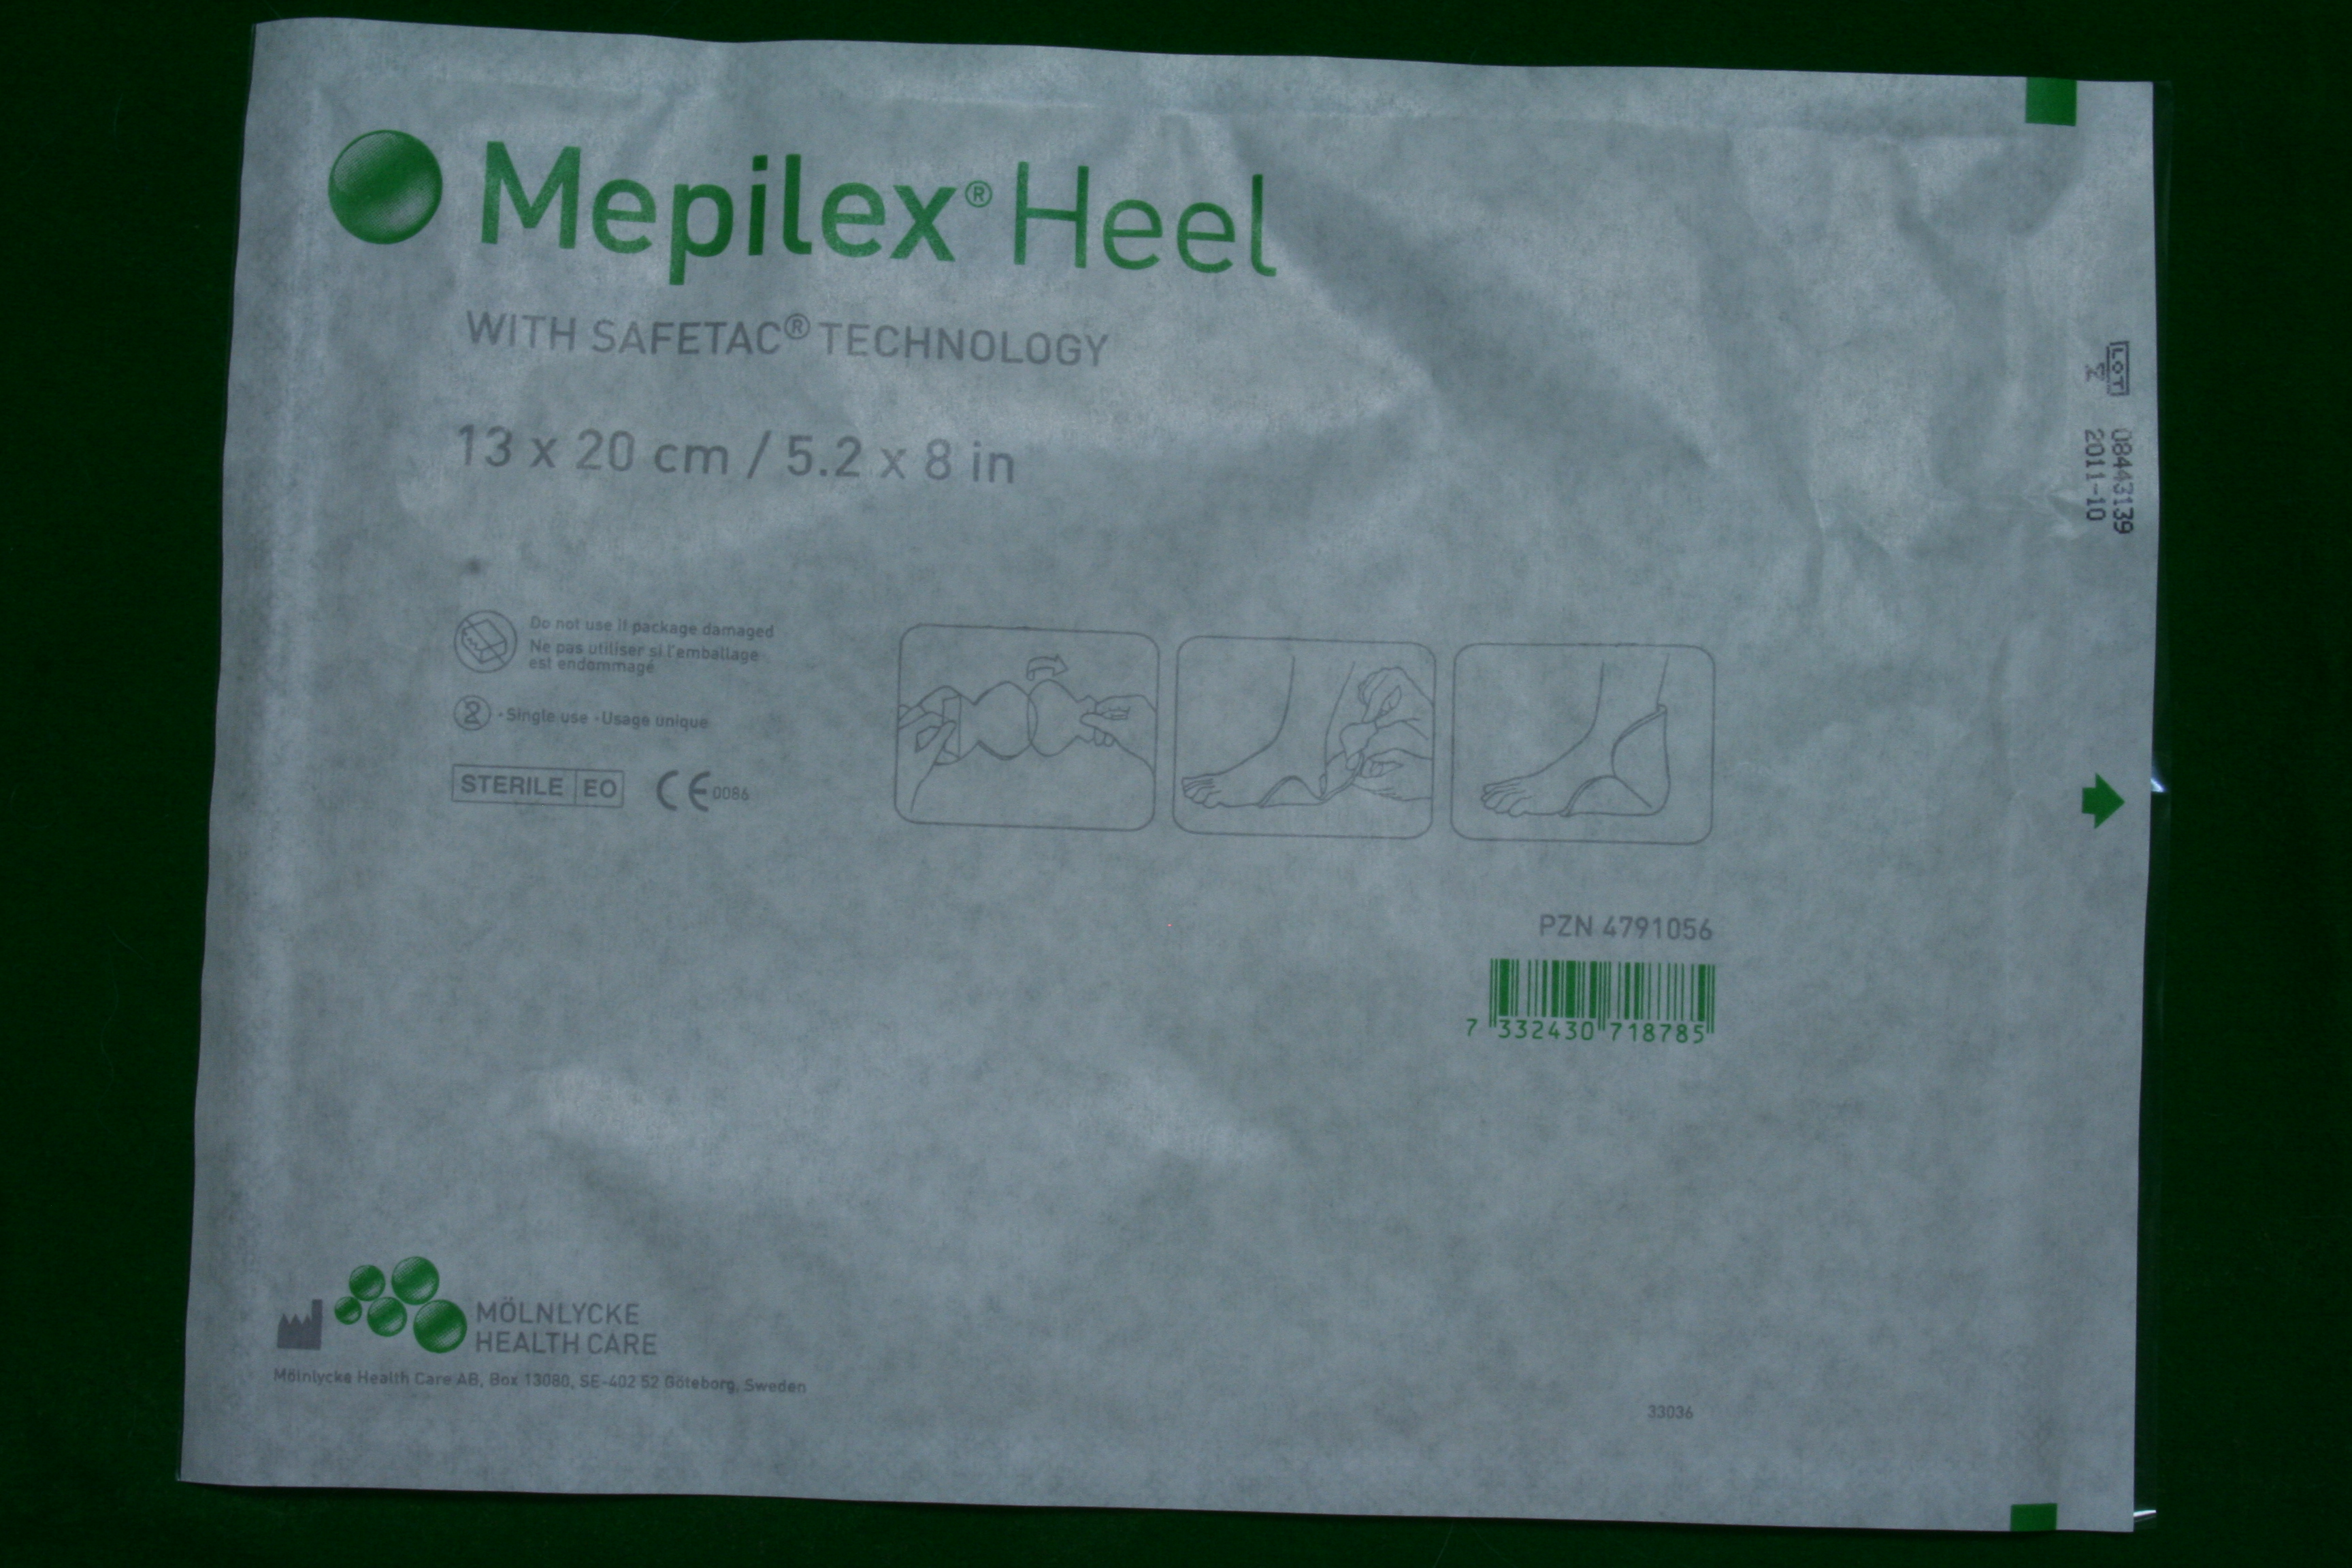 Mepilex® Heel
WITH SAFETAC® TECHNOLOGY
13 x 20 cm / 5.2 x 8 in
LOT 08443139
2011-10
Do not use if package damaged
Ne pas utiliser si l'emballage
est endommagé
2 - Single use - Usage unique
STERILE EO CE 0086
PZN 4791056
7 332430 718785
MÖLNLYCKE
HEALTH CARE
Mölnlycke Health Care AB, Box 13080, SE-402 52 Göteborg, Sweden
33036